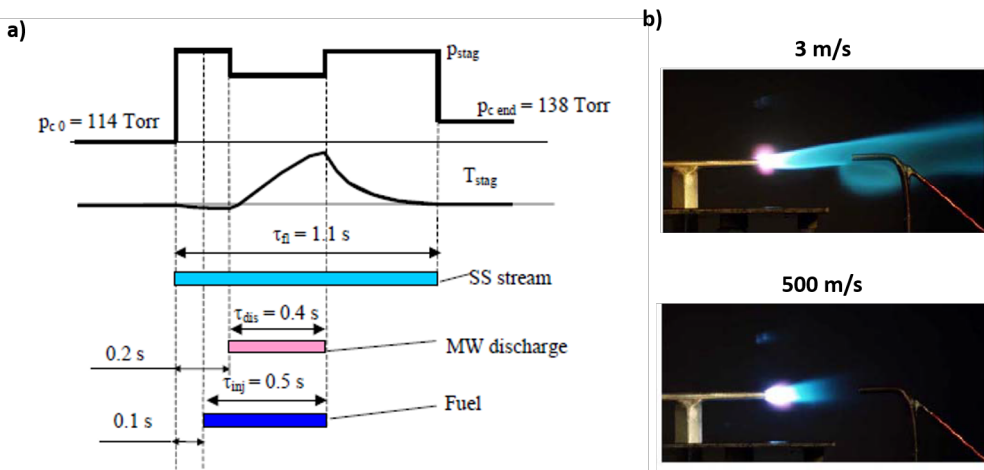 a)
p_stag
p_c 0 = 114 Torr
p_c end = 138 Torr
T_stag
τ_fl = 1.1 s
SS stream
τ_dis = 0.4 s
0.2 s
MW discharge
τ_inj = 0.5 s
Fuel
0.1 s
b)
3 m/s
500 m/s